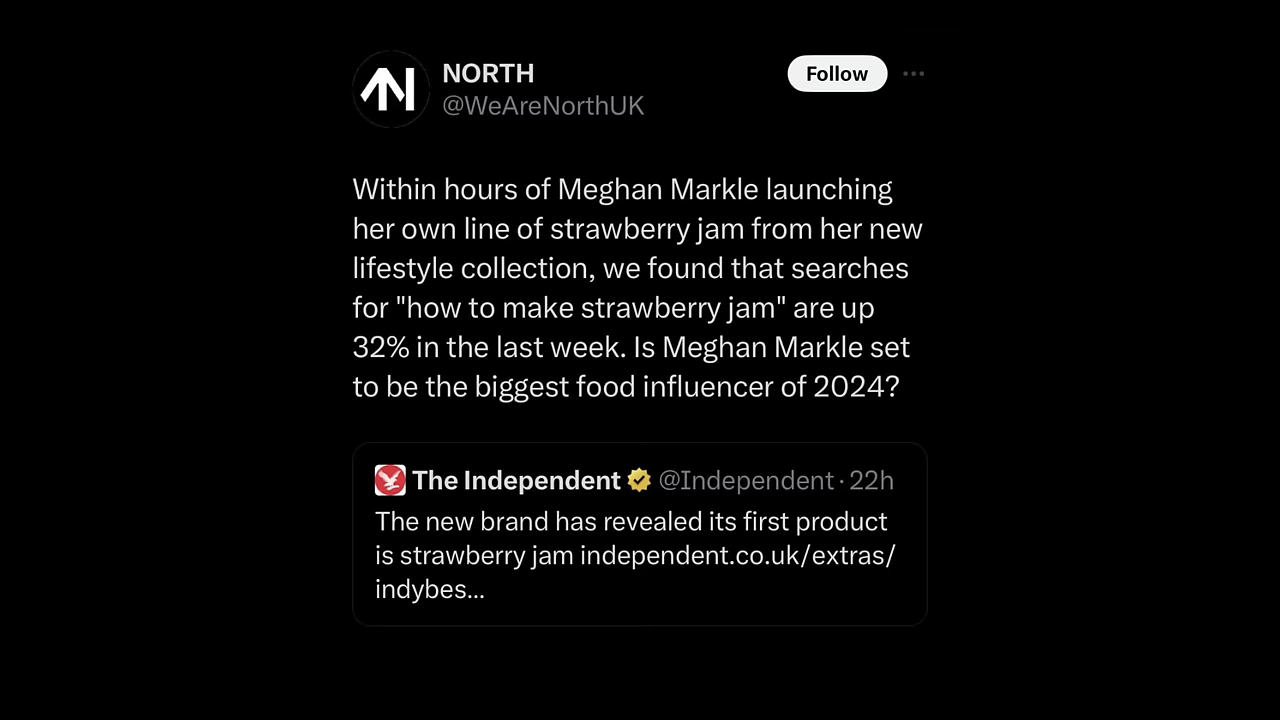 NORTH
Follow
@WeAreNorthUK
Within hours of Meghan Markle launching
her own line of strawberry jam from her new
lifestyle collection, we found that searches
for "how to make strawberry jam" are up
32% in the last week. Is Meghan Markle set
to be the biggest food influencer of 2024?
The Independent @Independent · 22h
The new brand has revealed its first product
is strawberry jam independent.co.uk/extras/
indybes...